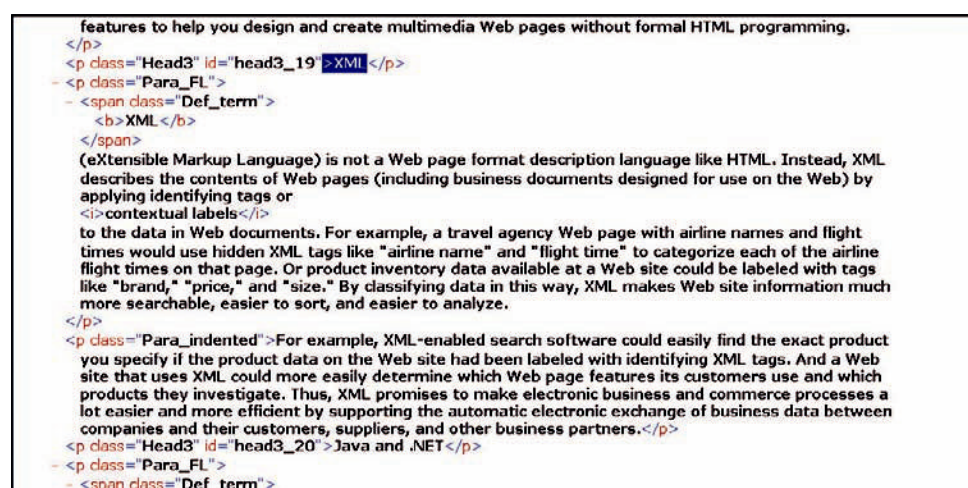 features to help you design and create multimedia Web pages without formal HTML programming.
</p>
<p class="Head3" id="head3_19">XML</p>
- <p class="Para_FL">
- <span class="Def_term">
<b>XML</b>
</span>
(eXtensible Markup Language) is not a Web page format description language like HTML. Instead, XML
describes the contents of Web pages (including business documents designed for use on the Web) by
applying identifying tags or
<i>contextual labels</i>
to the data in Web documents. For example, a travel agency Web page with airline names and flight
times would use hidden XML tags like "airline name" and "flight time" to categorize each of the airline
flight times on that page. Or product inventory data available at a Web site could be labeled with tags
like "brand," "price," and "size." By classifying data in this way, XML makes Web site information much
more searchable, easier to sort, and easier to analyze.
</p>
<p class="Para_indented">For example, XML-enabled search software could easily find the exact product
you specify if the product data on the Web site had been labeled with identifying XML tags. And a Web
site that uses XML could more easily determine which Web page features its customers use and which
products they investigate. Thus, XML promises to make electronic business and commerce processes a
lot easier and more efficient by supporting the automatic electronic exchange of business data between
companies and their customers, suppliers, and other business partners.</p>
<p class="Head3" id="head3_20">Java and .NET</p>
- <p class="Para_FL">
- <span class="Def_term">